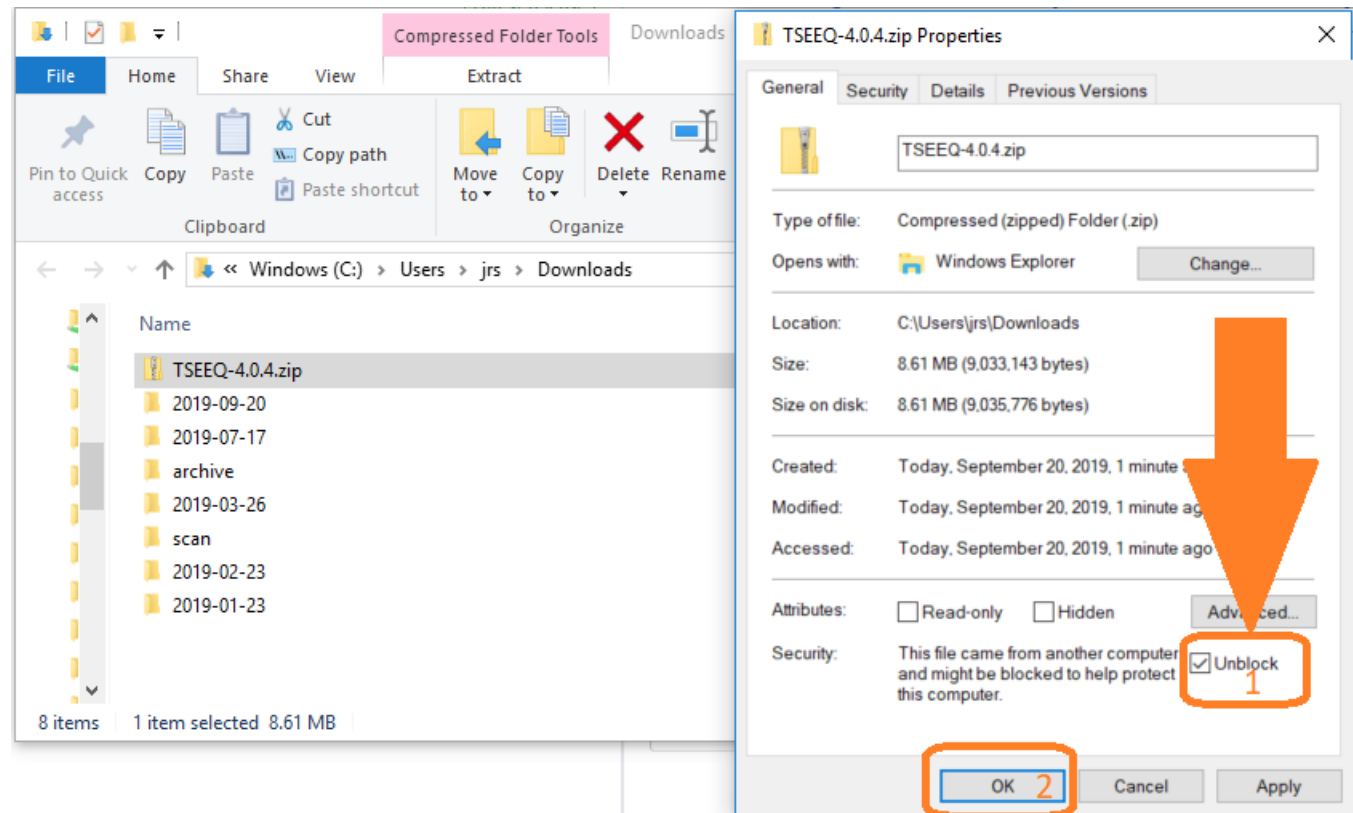 Compressed Folder Tools
Downloads
File
Home
Share
View
Extract
Pin to Quick
access
Copy
Paste
Cut
Copy path
Paste shortcut
Move
to
Copy
to
Delete
Rename
Clipboard
Organize
« Windows (C:) > Users > jrs > Downloads
Name
TSEEQ-4.0.4.zip
2019-09-20
2019-07-17
archive
2019-03-26
scan
2019-02-23
2019-01-23
8 items
1 item selected 8.61 MB
TSEEQ-4.0.4.zip Properties
General
Security
Details
Previous Versions
TSEEQ-4.0.4.zip
Type of file: Compressed (zipped) Folder (.zip)
Opens with: Windows Explorer
Change...
Location: C:\Users\jrs\Downloads
Size: 8.61 MB (9,033,143 bytes)
Size on disk: 8.61 MB (9,035,776 bytes)
Created: Today, September 20, 2019, 1 minute
Modified: Today, September 20, 2019, 1 minute ag
Accessed: Today, September 20, 2019, 1 minute ago
Attributes: Read-only Hidden
Security: This file came from another computer
and might be blocked to help protect
this computer.
Unblock
1
OK
2
Cancel
Apply